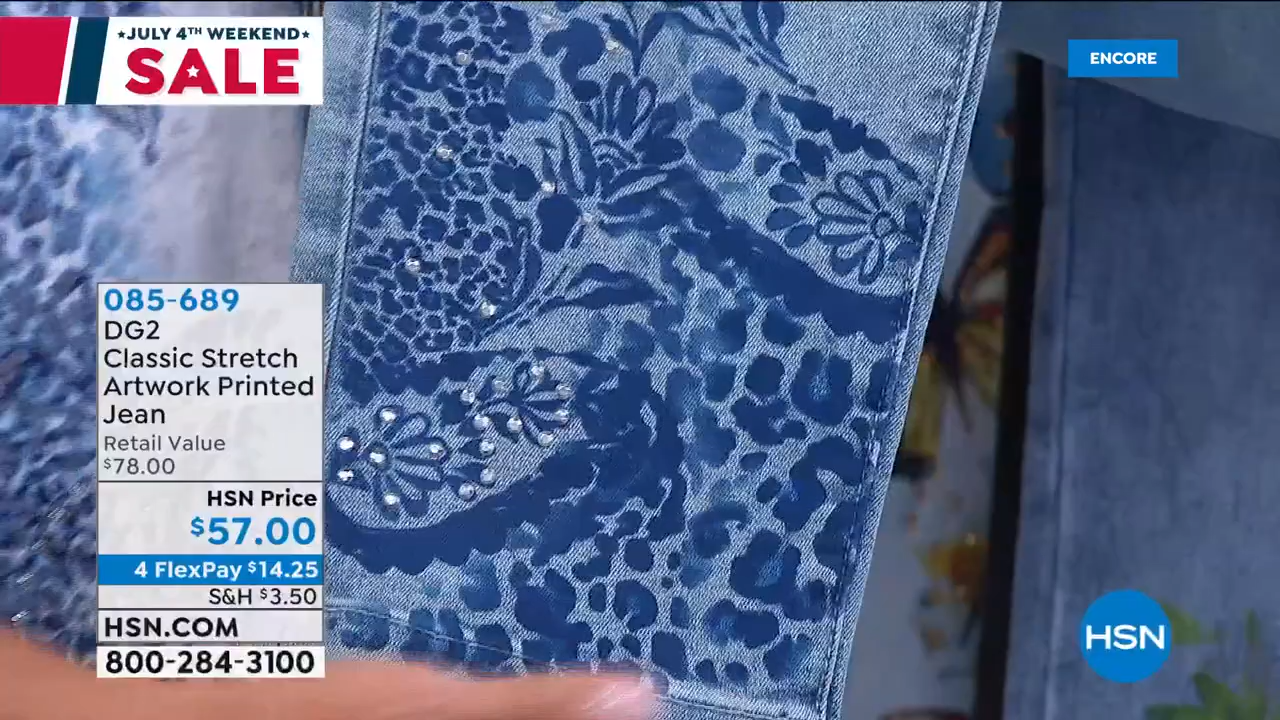 ★JULY 4TH WEEKEND★
SALE
ENCORE
085-689
DG2
Classic Stretch
Artwork Printed
Jean
Retail Value
$78.00
HSN Price
$57.00
4 FlexPay $14.25
S&H $3.50
HSN.COM
800-284-3100
HSN